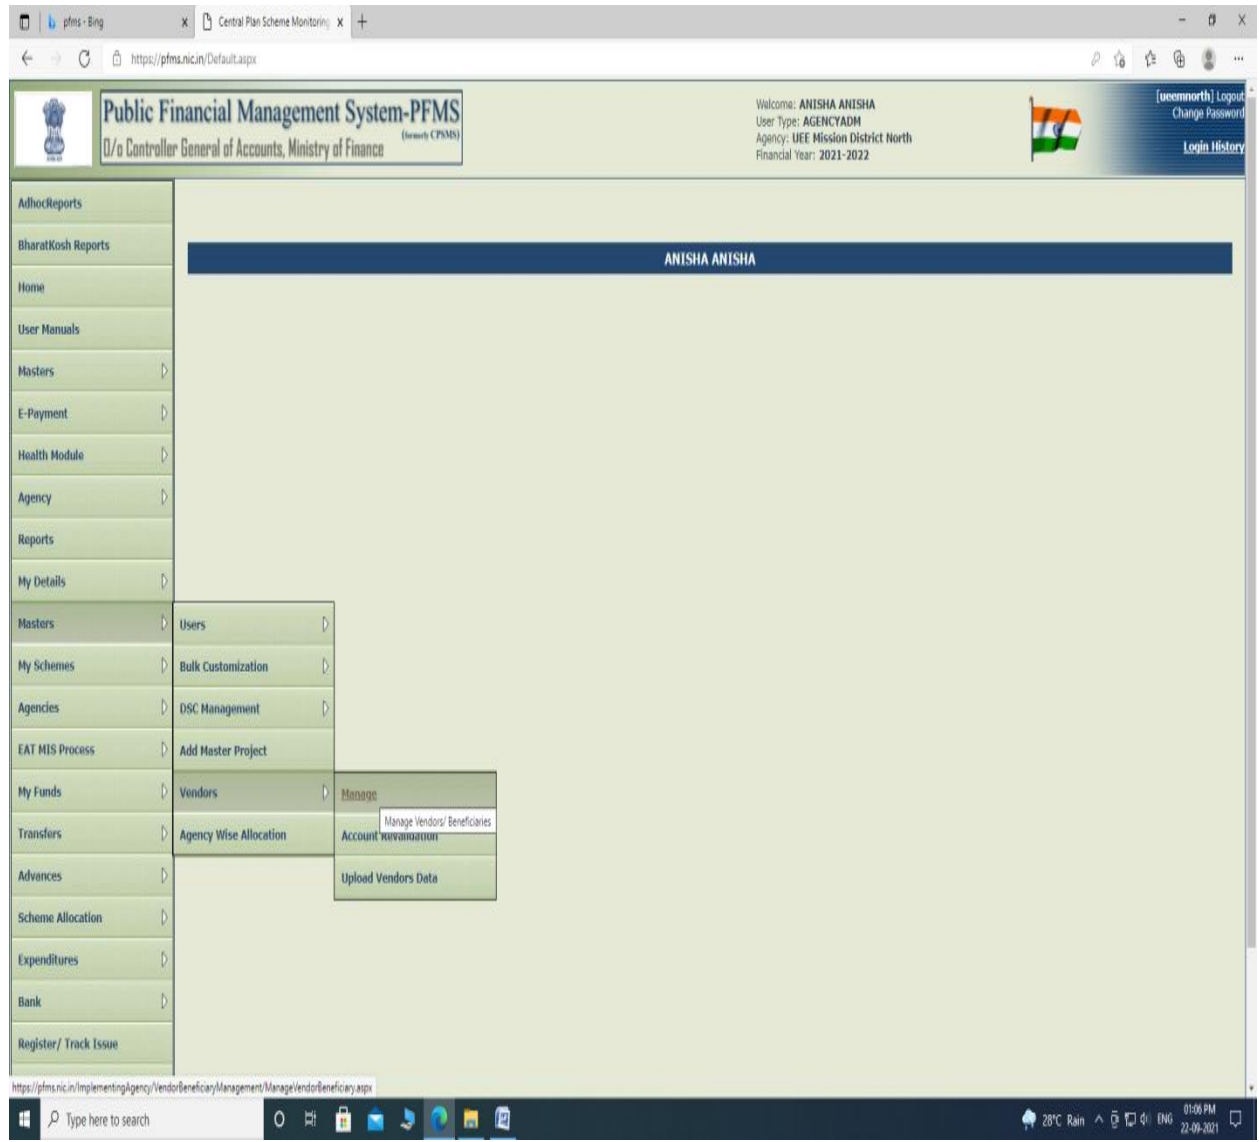 pfms - Bing
Central Plan Scheme Monitoring
https://pfms.nic.in/Default.aspx
Public Financial Management System-PFMS
(formerly CPSMS)
O/o Controller General of Accounts, Ministry of Finance
Welcome: ANISHA ANISHA
User Type: AGENCYADM
Agency: UEE Mission District North
Financial Year: 2021-2022
[ueemnorth] Logout
Change Password
Login History
AdhocReports
BharatKosh Reports
ANISHA ANISHA
Home
User Manuals
Masters
E-Payment
Health Module
Agency
Reports
My Details
Masters
Users
My Schemes
Bulk Customization
Agencies
DSC Management
EAT MIS Process
Add Master Project
My Funds
Vendors
Manage
Manage Vendors/ Beneficiaries
Transfers
Agency Wise Allocation
Account Revalidation
Advances
Upload Vendors Data
Scheme Allocation
Expenditures
Bank
Register/ Track Issue
https://pfms.nic.in/ImplementingAgency/VendorBeneficiaryManagement/ManageVendorBeneficiary.aspx
Type here to search
28°C Rain
ENG
01:06 PM
22-09-2021